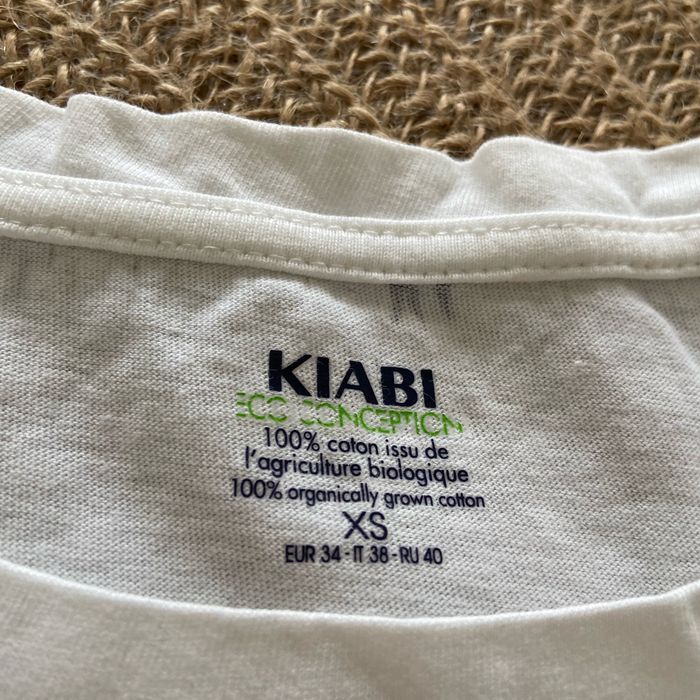 KIABI
ECO CONCEPTION
100% coton issu de
l'agriculture biologique
100% organically grown cotton
XS
EUR 34 - IT 38 - RU 40